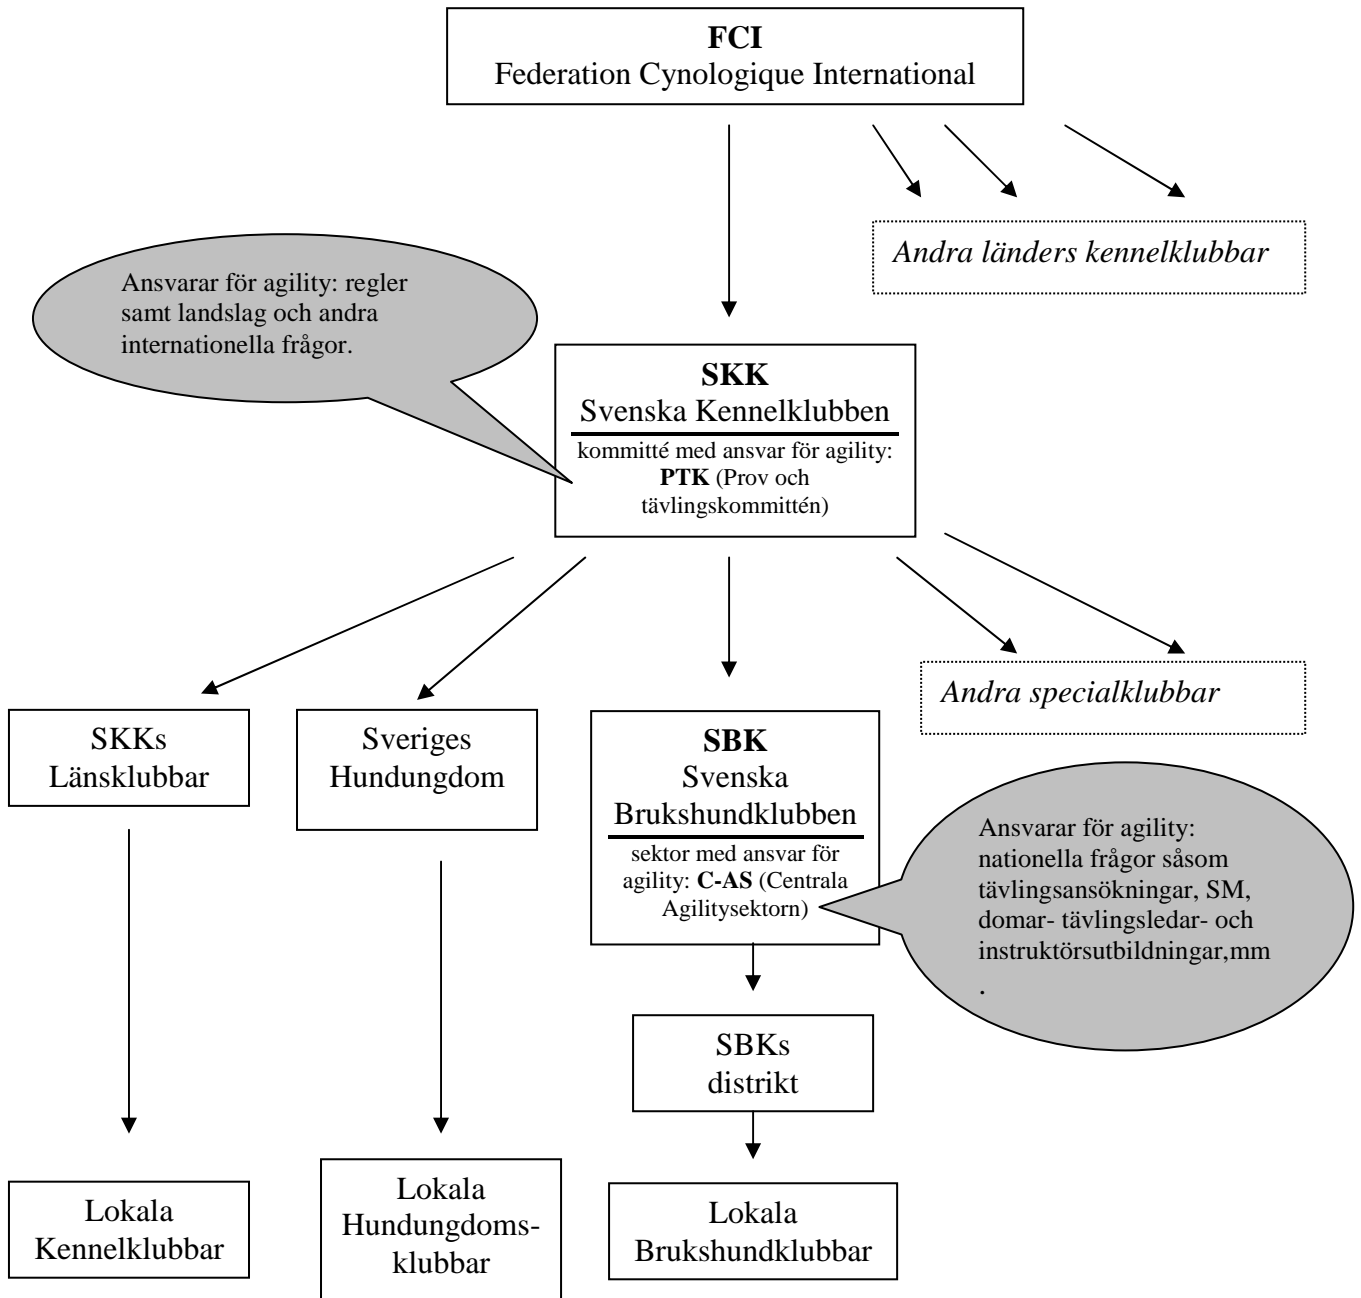 FCI
Federation Cynologique International
Andra länders kennelklubbar
Ansvarar för agility: regler
samt landslag och andra
internationella frågor.
SKK
Svenska Kennelklubben
kommitté med ansvar för agility:
PTK (Prov och
tävlingskommittén)
Andra specialklubbar
SKKs
Länsklubbar
Sveriges
Hundungdom
SBK
Svenska
Brukshundklubben
sektor med ansvar för
agility: C-AS (Centrala
Agilitysektorn)
Ansvarar för agility:
nationella frågor såsom
tävlingsansökningar, SM,
domar- tävlingsledar- och
instruktörsutbildningar,mm
.
SBKs
distrikt
Lokala
Kennelklubbar
Lokala
Hundungdoms-
klubbar
Lokala
Brukshundklubbar